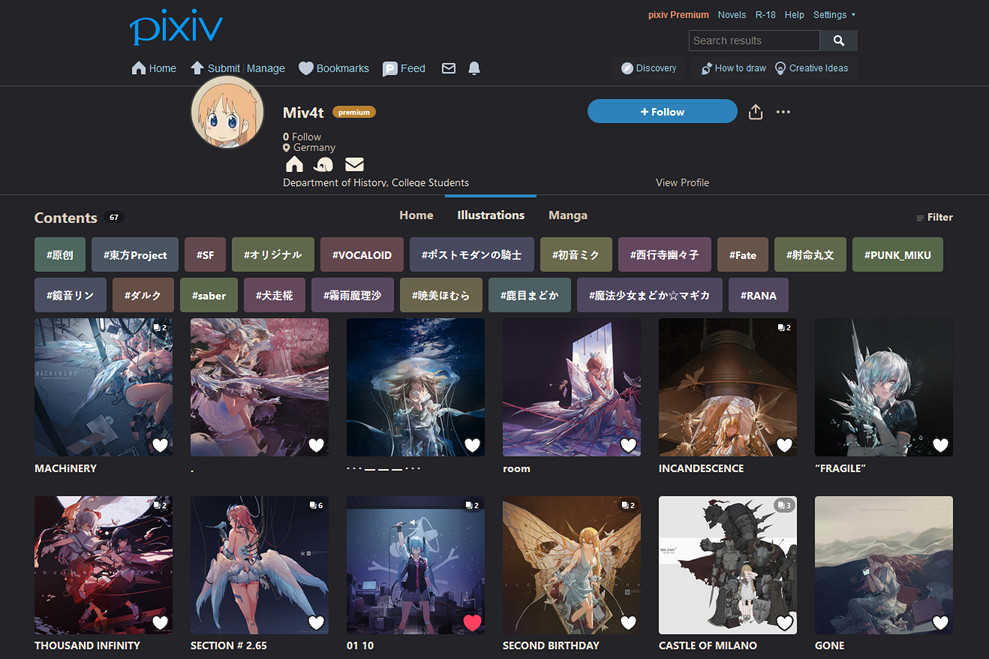 pixiv
pixiv Premium Novels R-18 Help Settings
Search results
Home Submit Manage Bookmarks Feed Discovery How to draw Creative Ideas
Miv4t premium
+ Follow
0 Follow
Germany
Department of History, College Students
View Profile
Contents 67
Home Illustrations Manga
Filter
#原创 #東方Project #SF #オリジナル #VOCALOID #ポストモダンの騎士 #初音ミク #西行寺幽々子 #Fate #射命丸文 #PUNK_MIKU
#鏡音リン #ダルク #saber #犬走椛 #霧雨魔理沙 #暁美ほむら #鹿目まどか #魔法少女まどか☆マギカ #RANA
2 2
MACHINERY
MACHiNERY . · · · — — — · · · room INCANDESCENCE "FRAGILE"
2 6 2 2 3
MILANO
THOUSAND INFINITY SECTION # 2.65 01 10 SECOND BIRTHDAY CASTLE OF MILANO GONE